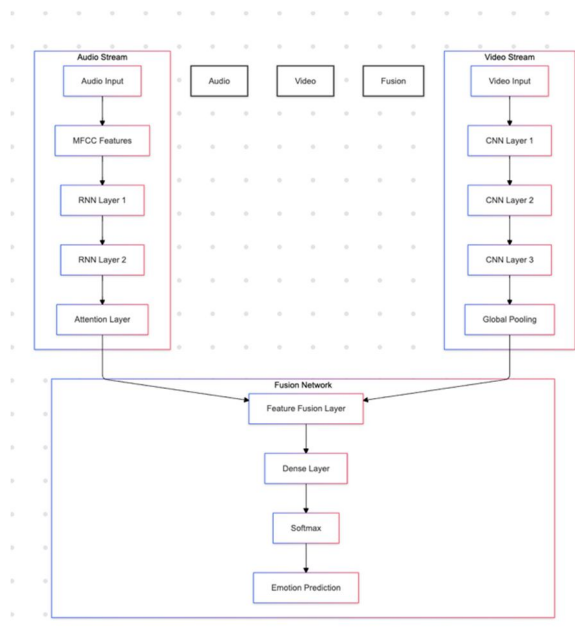 Audio Stream
Video Stream
Audio Input
Audio
Video
Fusion
Video Input
MFCC Features
CNN Layer 1
RNN Layer 1
CNN Layer 2
RNN Layer 2
CNN Layer 3
Attention Layer
Global Pooling
Fusion Network
Feature Fusion Layer
Dense Layer
Softmax
Emotion Prediction